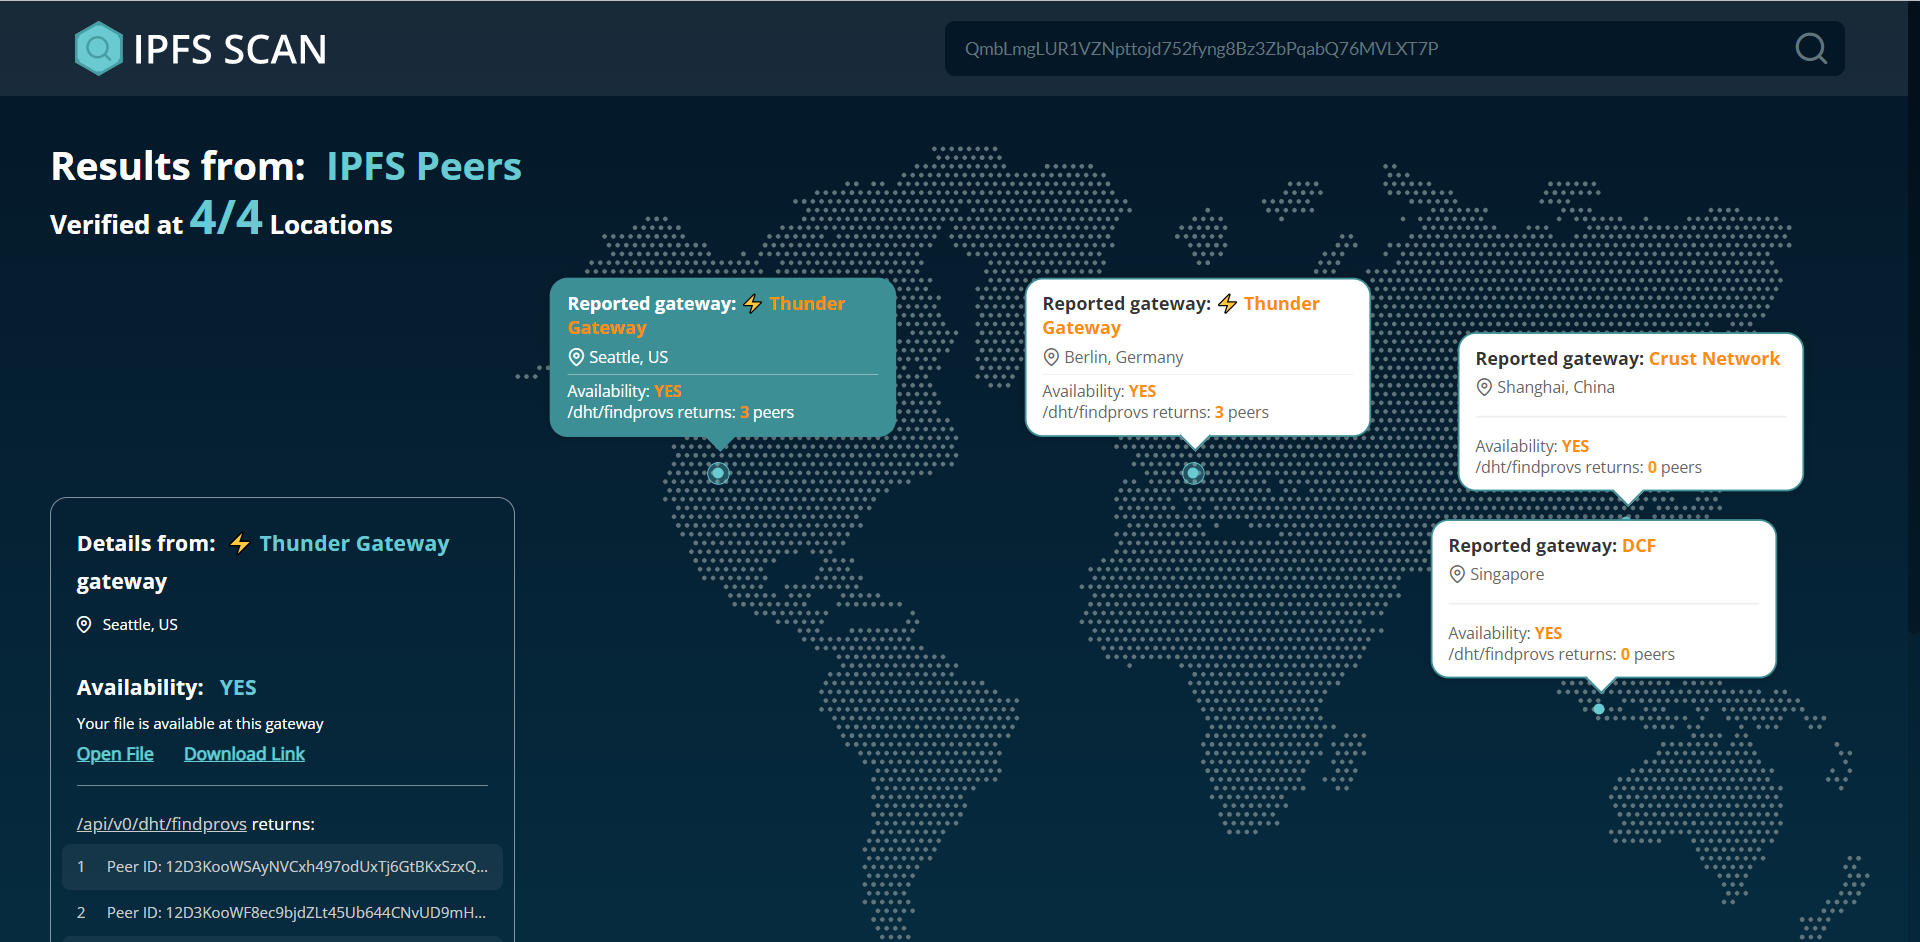 IPFS SCAN
QmbLmgLUR1VZNpttojd752fyng8Bz3ZbPqabQ76MVLXT7P
Results from: IPFS Peers
Verified at 4/4 Locations
Reported gateway: ⚡ Thunder
Gateway
Seattle, US
Availability: YES
/dht/findprovs returns: 3 peers
Reported gateway: ⚡ Thunder
Gateway
Berlin, Germany
Availability: YES
/dht/findprovs returns: 3 peers
Reported gateway: Crust Network
Shanghai, China
Availability: YES
/dht/findprovs returns: 0 peers
Reported gateway: DCF
Singapore
Availability: YES
/dht/findprovs returns: 0 peers
Details from: ⚡ Thunder Gateway
gateway
Seattle, US
Availability: YES
Your file is available at this gateway
Open File Download Link
/api/v0/dht/findprovs returns:
1 Peer ID: 12D3KooWSAyNVCxh497odUxTj6GtBKxSzxQ...
2 Peer ID: 12D3KooWF8ec9bjdZLt45Ub644CNvUD9mH...